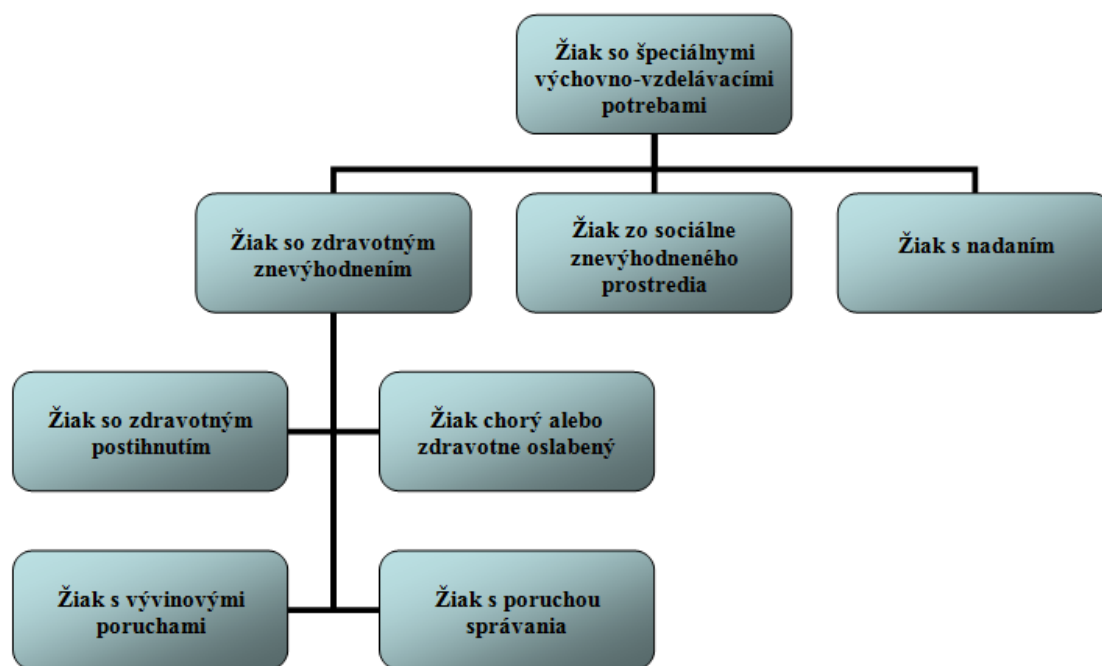 Žiak so špeciálnymi
výchovno-vzdelávacími
potrebami
Žiak so zdravotným
znevýhodnením
Žiak zo sociálne
znevýhodneného
prostredia
Žiak s nadaním
Žiak so zdravotným
postihnutím
Žiak chorý alebo
zdravotne oslabený
Žiak s vývinovými
poruchami
Žiak s poruchou
správania